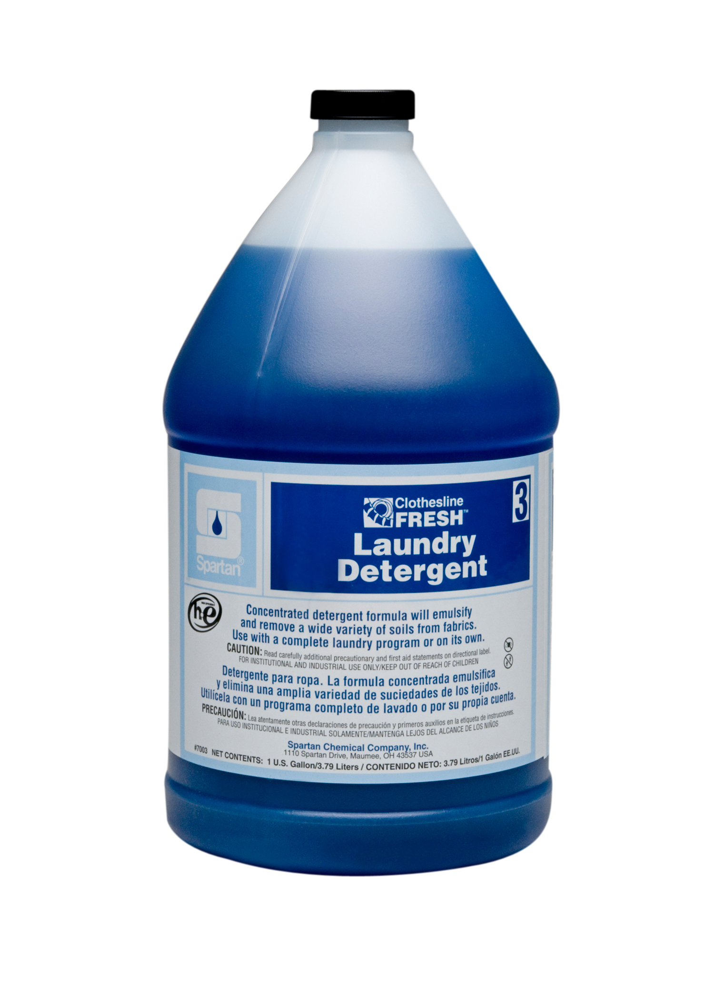 Clothesline
FRESH™
3
Laundry
Detergent
Spartan®
HIGH EFFICIENCY
he
Concentrated detergent formula will emulsify
and remove a wide variety of soils from fabrics.
Use with a complete laundry program or on its own.
CAUTION: Read carefully additional precautionary and first aid statements on directional label.
FOR INSTITUTIONAL AND INDUSTRIAL USE ONLY/KEEP OUT OF REACH OF CHILDREN
Detergente para ropa. La formula concentrada emulsifica
y elimina una amplia variedad de suciedades de los tejidos.
Utilícela con un programa completo de lavado o por su propia cuenta.
PRECAUCIÓN: Lea atentamente otras declaraciones de precaución y primeros auxilios en la etiqueta de instrucciones.
PARA USO INSTITUCIONAL E INDUSTRIAL SOLAMENTE/MANTENGA LEJOS DEL ALCANCE DE LOS NIÑOS
Spartan Chemical Company, Inc.
1110 Spartan Drive, Maumee, OH 43537 USA
#7003 NET CONTENTS: 1 U.S. Gallon/3.79 Liters / CONTENIDO NETO: 3.79 Litros/1 Galón EE.UU.